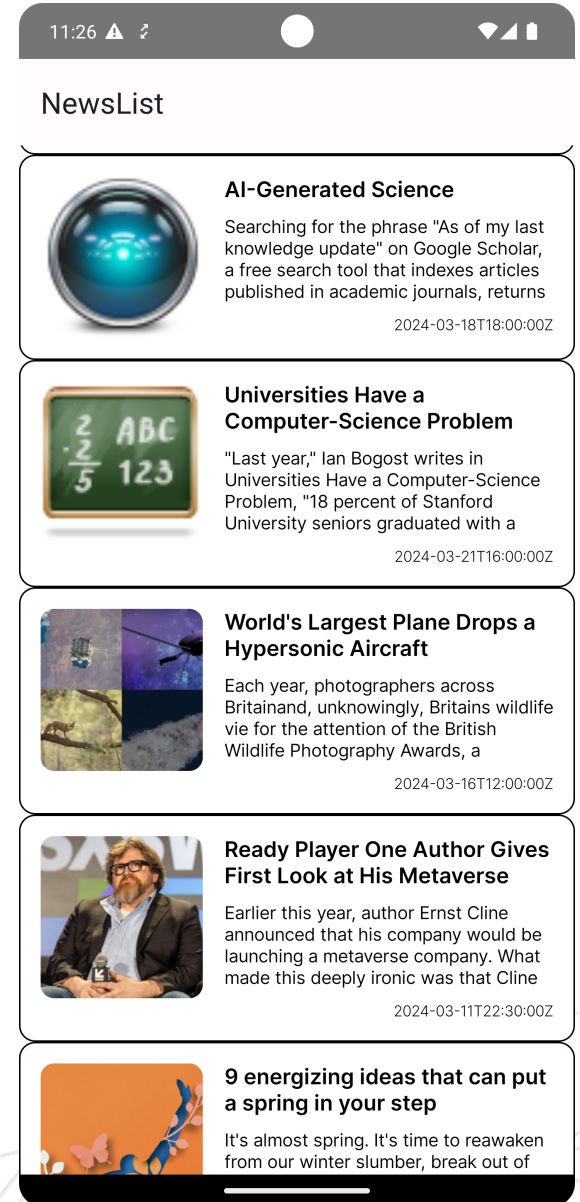 11:26
NewsList
AI-Generated Science
Searching for the phrase "As of my last
knowledge update" on Google Scholar,
a free search tool that indexes articles
published in academic journals, returns
2024-03-18T18:00:00Z
2
ABC
.2
123
5
Universities Have a
Computer-Science Problem
"Last year," Ian Bogost writes in
Universities Have a Computer-Science
Problem, "18 percent of Stanford
University seniors graduated with a
2024-03-21T16:00:00Z
World's Largest Plane Drops a
Hypersonic Aircraft
Each year, photographers across
Britainand, unknowingly, Britains wildlife
vie for the attention of the British
Wildlife Photography Awards, a
2024-03-16T12:00:00Z
SXSW
Ready Player One Author Gives
First Look at His Metaverse
Earlier this year, author Ernst Cline
announced that his company would be
launching a metaverse company. What
made this deeply ironic was that Cline
2024-03-11T22:30:00Z
9 energizing ideas that can put
a spring in your step
It's almost spring. It's time to reawaken
from our winter slumber, break out of